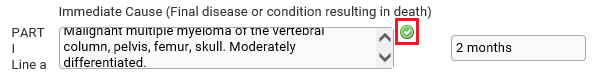 Immediate Cause (Final disease or condition resulting in death)
PART
I
Line a
Malignant multiple myeloma of the vertebral
column, pelvis, femur, skull. Moderately
differentiated.
2 months